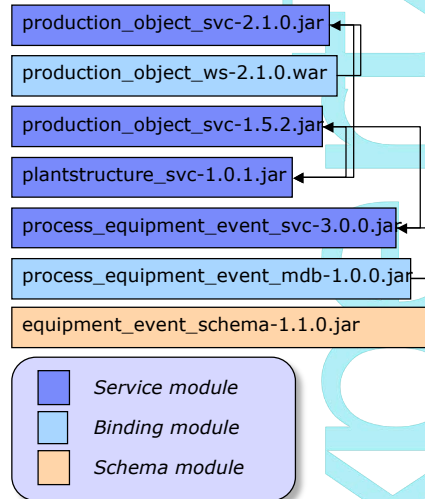 production_object_svc-2.1.0.jar
production_object_ws-2.1.0.war
production_object_svc-1.5.2.jar
plantstructure_svc-1.0.1.jar
process_equipment_event_svc-3.0.0.jar
process_equipment_event_mdb-1.0.0.jar
equipment_event_schema-1.1.0.jar
Service module
Binding module
Schema module